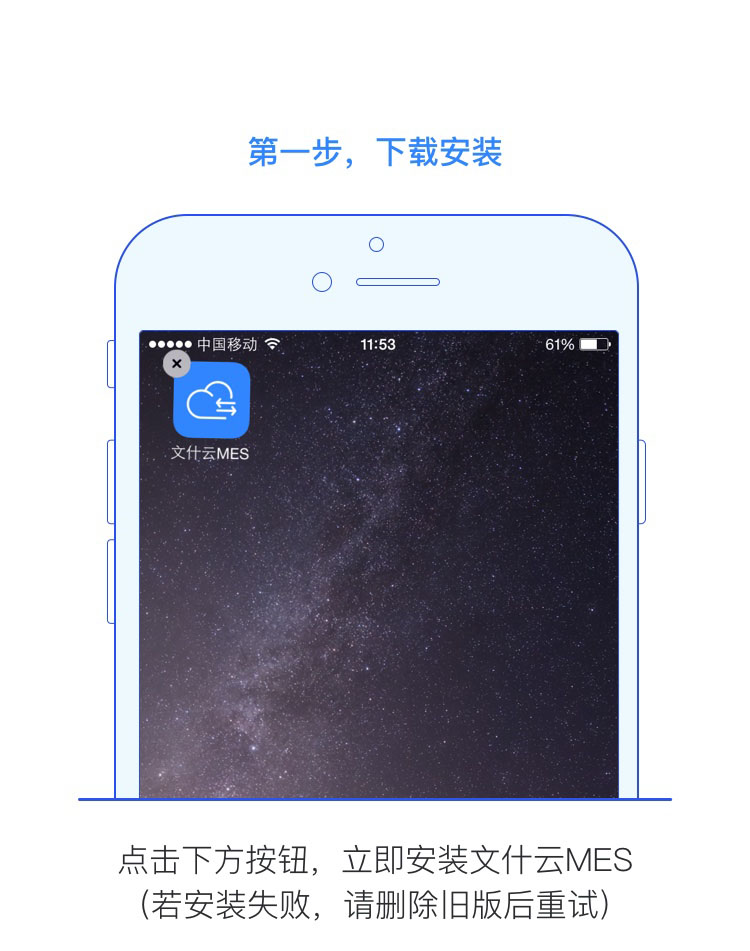 第一步，下载安装
中国移动 11:53 61%
文什云MES
点击下方按钮，立即安装文什云MES
（若安装失败，请删除旧版后重试）